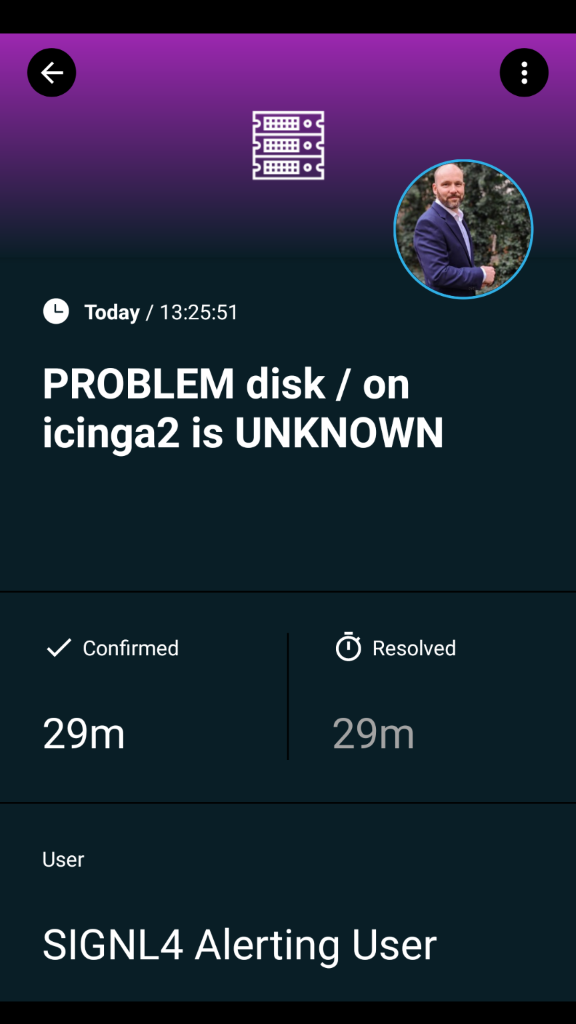 Today / 13:25:51
PROBLEM disk / on
icinga2 is UNKNOWN
Confirmed
Resolved
29m
29m
User
SIGNL4 Alerting User